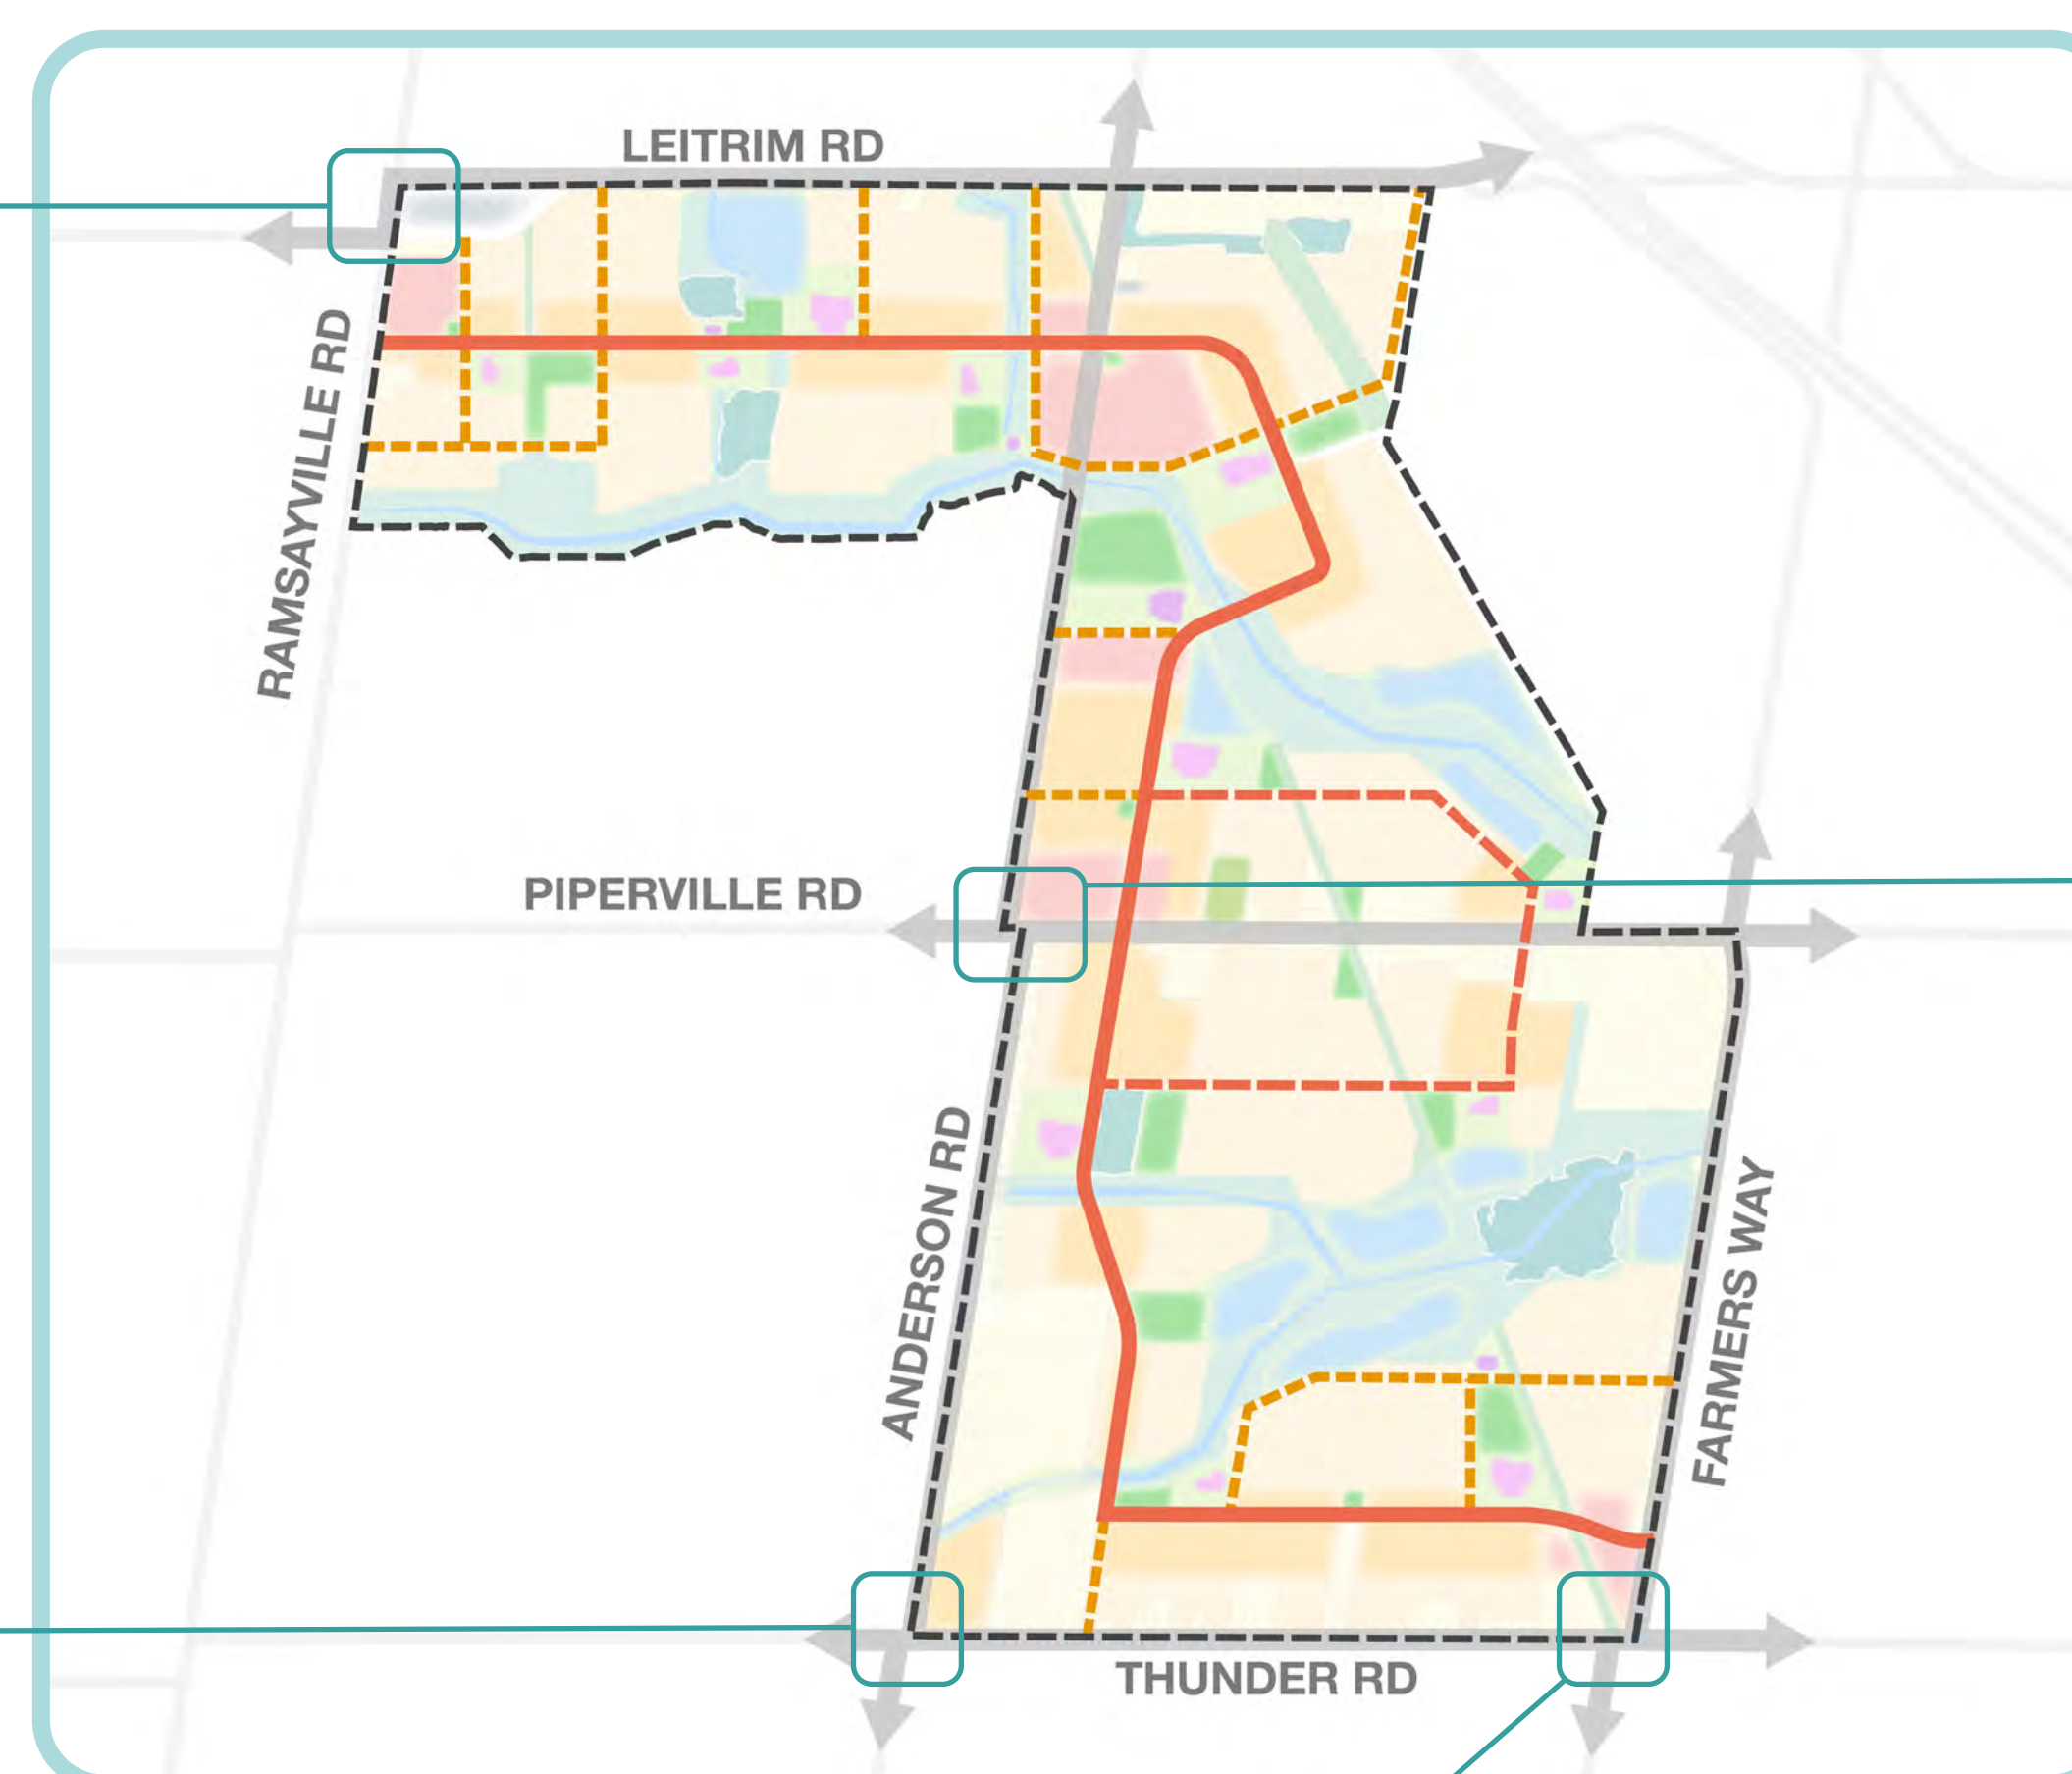 LEITRIM RD
RAMSAYVILLE RD
PIPERVILLE RD
ANDERSON RD
FARMERS WAY
THUNDER RD